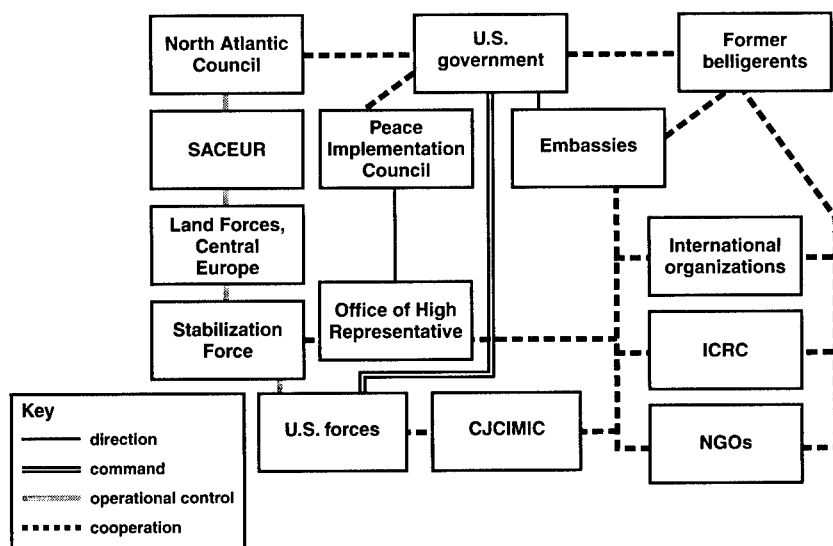 North Atlantic
Council
U.S.
government
Former
belligerents
SACEUR
Peace
Implementation
Council
Embassies
Land Forces,
Central
Europe
International
organizations
Stabilization
Force
Office of High
Representative
ICRC
U.S. forces
CJCIMIC
NGOs
Key
direction
command
operational control
cooperation